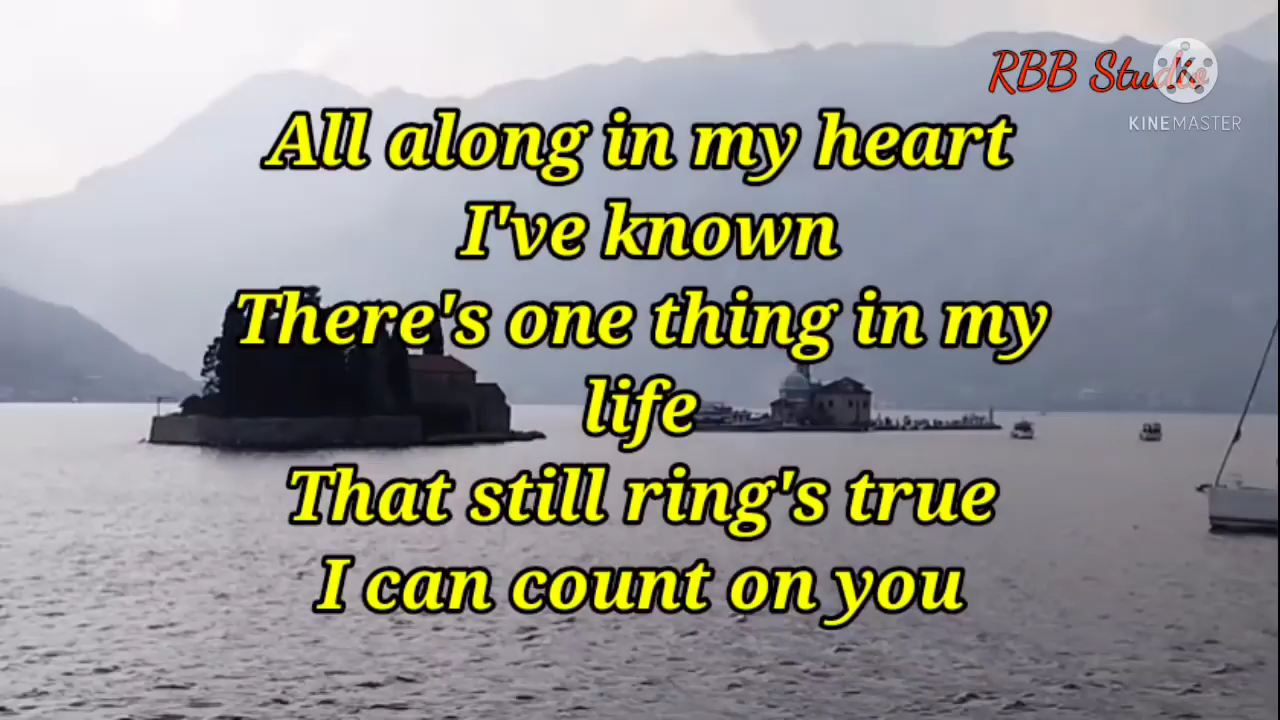 RBB Studio
KINEMASTER
All along in my heart
I've known
There's one thing in my
life
That still ring's true
I can count on you